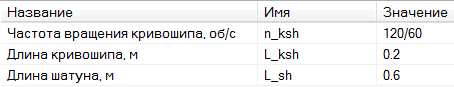 Название Имя Значение
Частота вращения кривошипа, об/с n_ksh 120/60
Длина кривошипа, м L_ksh 0.2
Длина шатуна, м L_sh 0.6